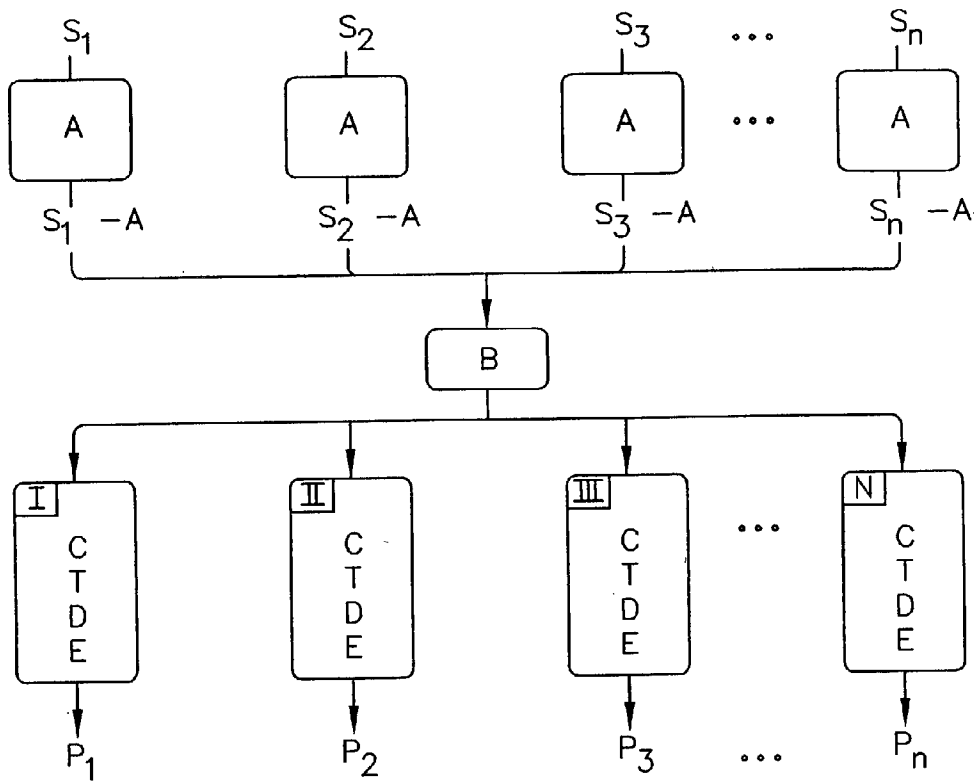 S1 S2 S3 ... Sn
A A A ... A
S1 -A S2 -A S3 -A Sn -A
B
I II III N
...
C C C C
T T T T
D D D D
E E E E
P1 P2 P3 ... Pn